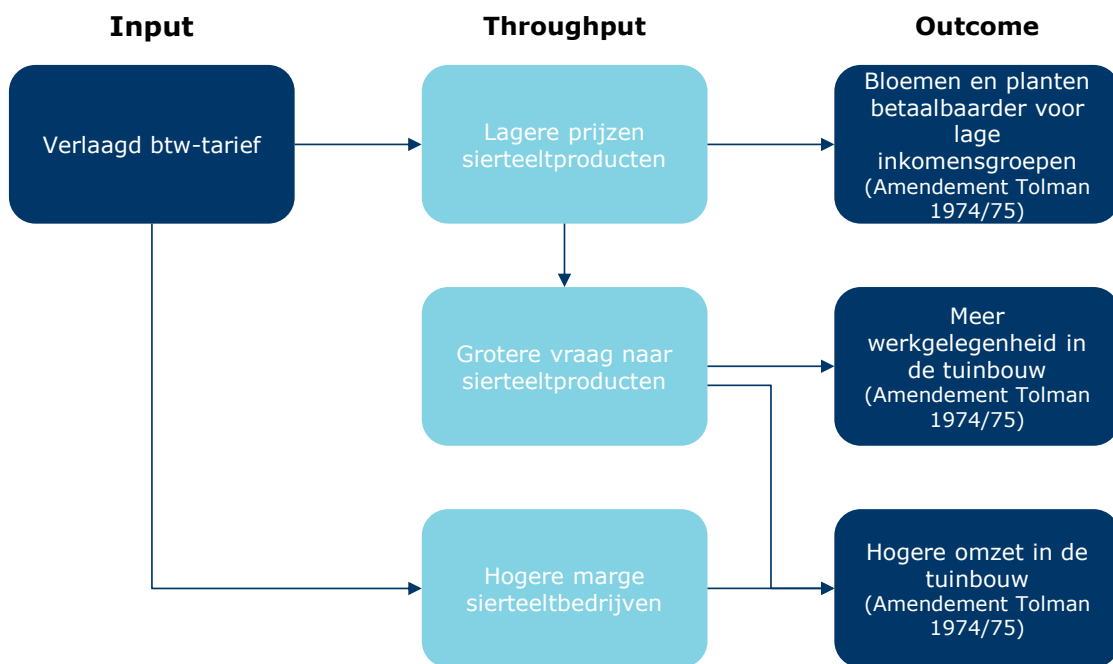 Input
Throughput
Outcome
Verlaagd btw-tarief
Lagere prijzen
sierteeltproducten
Bloemen en planten
betaalbaarder voor
lage
inkomensgroepen
(Amendement Tolman
1974/75)
Grotere vraag naar
sierteeltproducten
Meer
werkgelegenheid in
de tuinbouw
(Amendement Tolman
1974/75)
Hogere marge
sierteeltbedrijven
Hogere omzet in de
tuinbouw
(Amendement Tolman
1974/75)